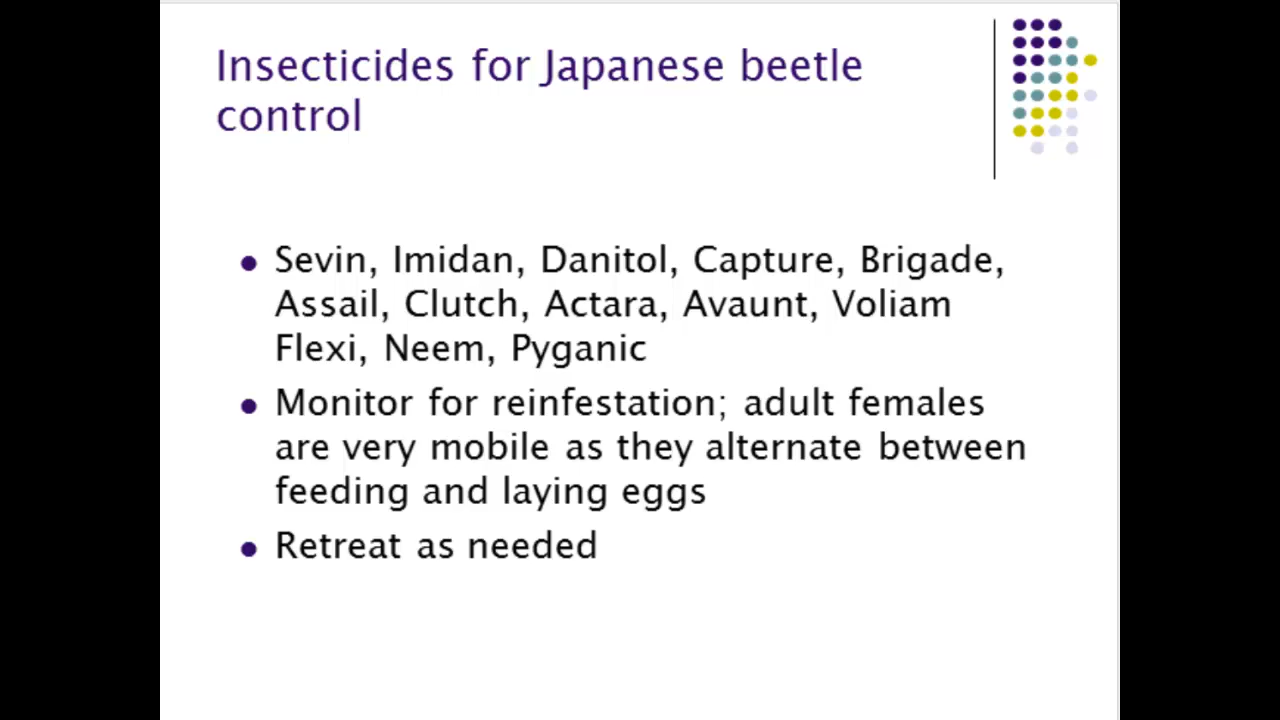 Insecticides for Japanese beetle
control
• Sevin, Imidan, Danitol, Capture, Brigade,
Assail, Clutch, Actara, Avaunt, Voliam
Flexi, Neem, Pyganic
• Monitor for reinfestation; adult females
are very mobile as they alternate between
feeding and laying eggs
• Retreat as needed